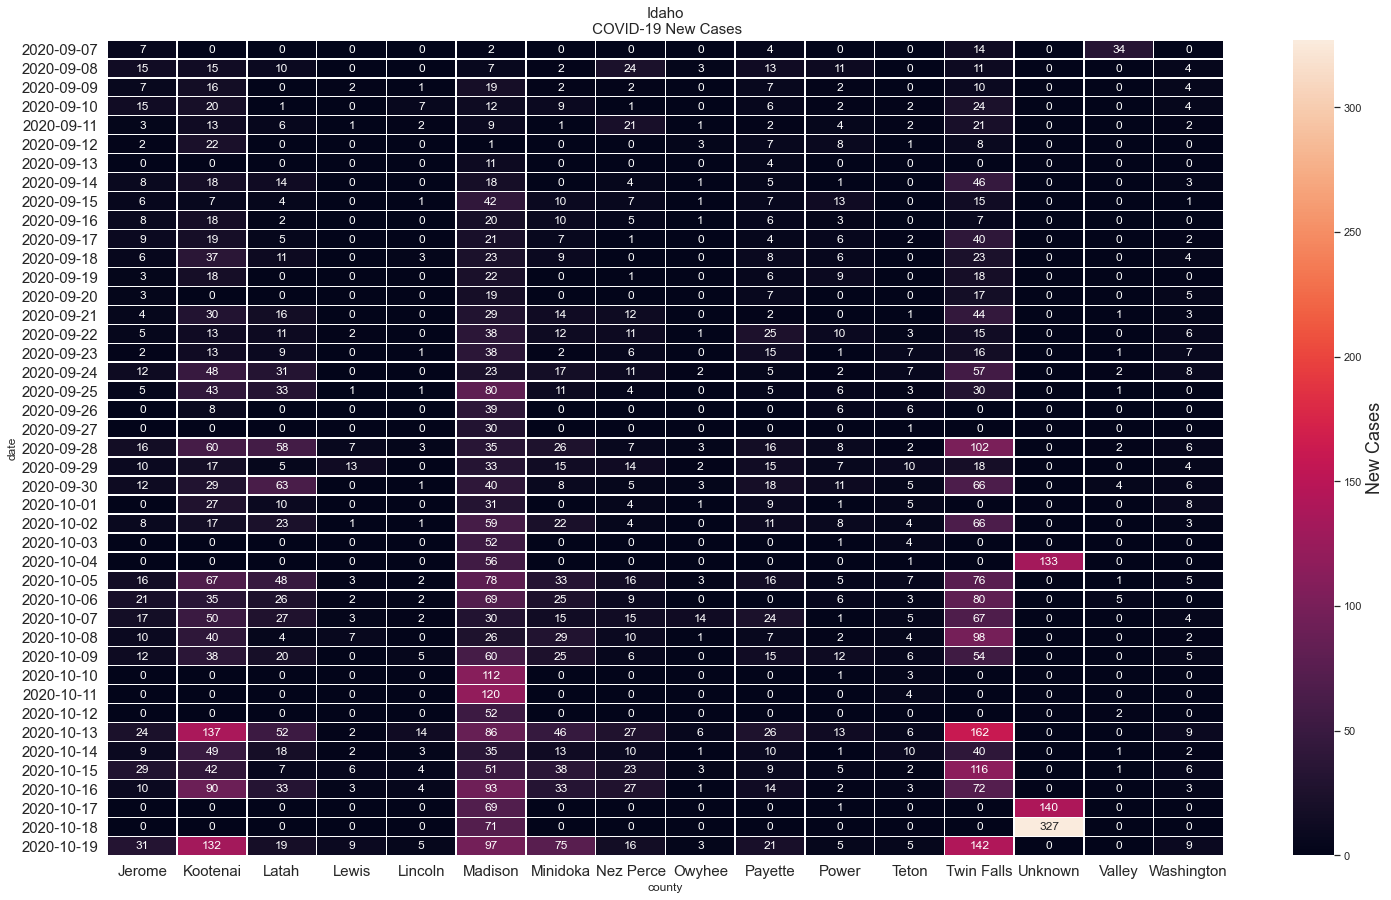 Idaho
COVID-19 New Cases
2020-09-07 7 0 0 0 0 2 0 0 0 4 0 0 14 0 34 0
2020-09-08 15 15 10 0 0 7 2 24 3 13 11 0 11 0 0 4
2020-09-09 7 16 0 2 1 19 2 2 0 7 2 0 10 0 0 4
2020-09-10 15 20 1 0 7 12 9 1 0 6 2 2 24 0 0 4
2020-09-11 3 13 6 1 2 9 1 21 1 2 4 2 21 0 0 2
2020-09-12 2 22 0 0 0 1 0 0 3 7 8 1 8 0 0 0
2020-09-13 0 0 0 0 0 11 0 0 0 4 0 0 0 0 0 0
2020-09-14 8 18 14 0 0 18 0 4 1 5 1 0 46 0 0 3
2020-09-15 6 7 4 0 1 42 10 7 1 7 13 0 15 0 0 1
2020-09-16 8 18 2 0 0 20 10 5 1 6 3 0 7 0 0 0
2020-09-17 9 19 5 0 0 21 7 1 0 4 6 2 40 0 0 2
2020-09-18 6 37 11 0 3 23 9 0 0 8 6 0 23 0 0 4
2020-09-19 3 18 0 0 0 22 0 1 0 6 9 0 18 0 0 0
2020-09-20 3 0 0 0 0 19 0 0 0 7 0 0 17 0 0 5
2020-09-21 4 30 16 0 0 29 14 12 0 2 0 1 44 0 1 3
2020-09-22 5 13 11 2 0 38 12 11 1 25 10 3 15 0 0 6
2020-09-23 2 13 9 0 1 38 2 6 0 15 1 7 16 0 1 7
2020-09-24 12 48 31 0 0 23 17 11 2 5 2 7 57 0 2 8
2020-09-25 5 43 33 1 1 80 11 4 0 5 6 3 30 0 1 0
2020-09-26 0 8 0 0 0 39 0 0 0 0 6 6 0 0 0 0
2020-09-27 0 0 0 0 0 30 0 0 0 0 0 1 0 0 0 0
2020-09-28 16 60 58 7 3 35 26 7 3 16 8 2 102 0 2 6
2020-09-29 10 17 5 13 0 33 15 14 2 15 7 10 18 0 0 4
2020-09-30 12 29 63 0 1 40 8 5 3 18 11 5 66 0 4 6
2020-10-01 0 27 10 0 0 31 0 4 1 9 1 5 0 0 0 8
2020-10-02 8 17 23 1 1 59 22 4 0 11 8 4 66 0 0 3
2020-10-03 0 0 0 0 0 52 0 0 0 0 1 4 0 0 0 0
2020-10-04 0 0 0 0 0 56 0 0 0 0 0 1 0 133 0 0
2020-10-05 16 67 48 3 2 78 33 16 3 16 5 7 76 0 1 5
2020-10-06 21 35 26 2 2 69 25 9 0 0 6 3 80 0 5 0
2020-10-07 17 50 27 3 2 30 15 15 14 24 1 5 67 0 0 4
2020-10-08 10 40 4 7 0 26 29 10 1 7 2 4 98 0 0 2
2020-10-09 12 38 20 0 5 60 25 6 0 15 12 6 54 0 0 5
2020-10-10 0 0 0 0 0 112 0 0 0 0 1 3 0 0 0 0
2020-10-11 0 0 0 0 0 120 0 0 0 0 0 4 0 0 0 0
2020-10-12 0 0 0 0 0 52 0 0 0 0 0 0 0 0 2 0
2020-10-13 24 137 52 2 14 86 46 27 6 26 13 6 162 0 0 9
2020-10-14 9 49 18 2 3 35 13 10 1 10 1 10 40 0 1 2
2020-10-15 29 42 7 6 4 51 38 23 3 9 5 2 116 0 1 6
2020-10-16 10 90 33 3 4 93 33 27 1 14 2 3 72 0 0 3
2020-10-17 0 0 0 0 0 69 0 0 0 0 1 0 0 140 0 0
2020-10-18 0 0 0 0 0 71 0 0 0 0 0 0 0 327 0 0
2020-10-19 31 132 19 9 5 97 75 16 3 21 5 5 142 0 0 9
Jerome Kootenai Latah Lewis Lincoln Madison Minidoka Nez Perce Owyhee Payette Power Teton Twin Falls Unknown Valley Washington
county
date
300
250
200
150
100
50
0
New Cases